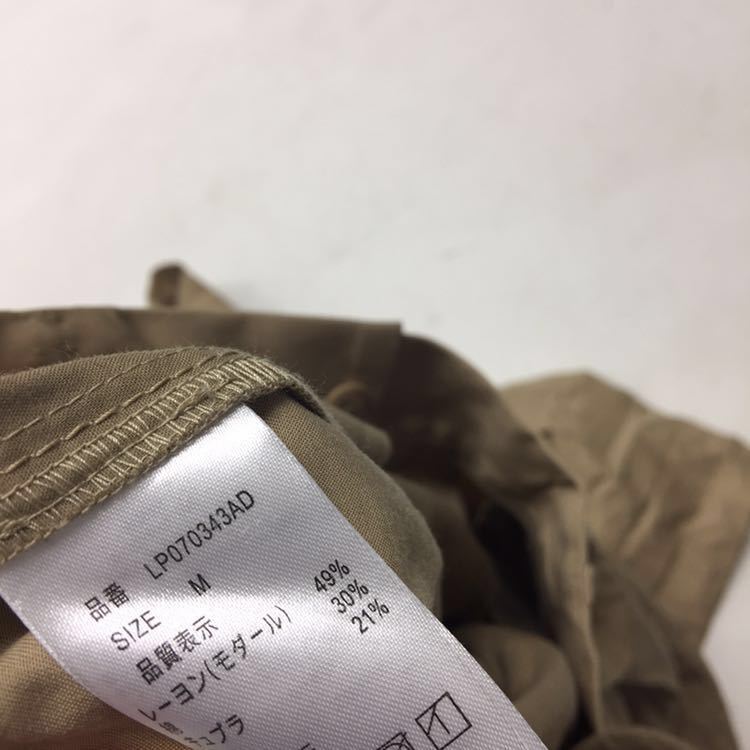 品番 LP070343AD
SIZE M
品質表示
レーヨン(モダール) 49%
30%
21%